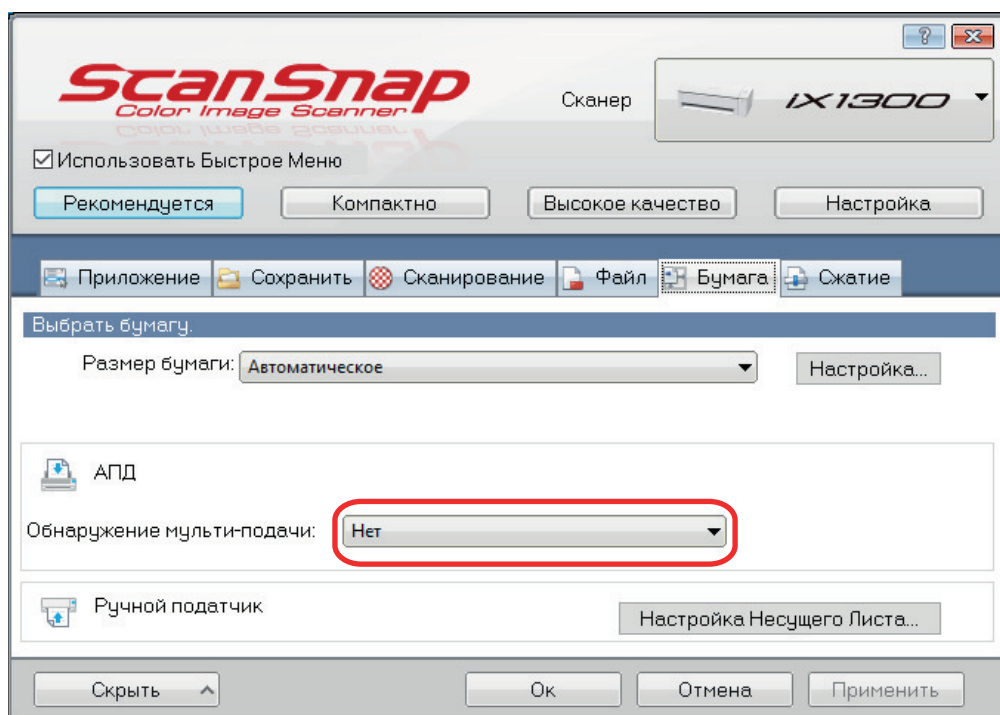 ScanSnap
Color Image Scanner
Сканер
iX1300
Использовать Быстрое Меню
Рекомендуется Компактно Высокое качество Настройка
Приложение Сохранить Сканирование Файл Бумага Сжатие
Выбрать бумагу.
Размер бумаги: Автоматическое Настройка...
АПД
Обнаружение мульти-подачи: Нет
Ручной податчик
Настройка Несущего Листа...
Скрыть Ок Отмена Применить